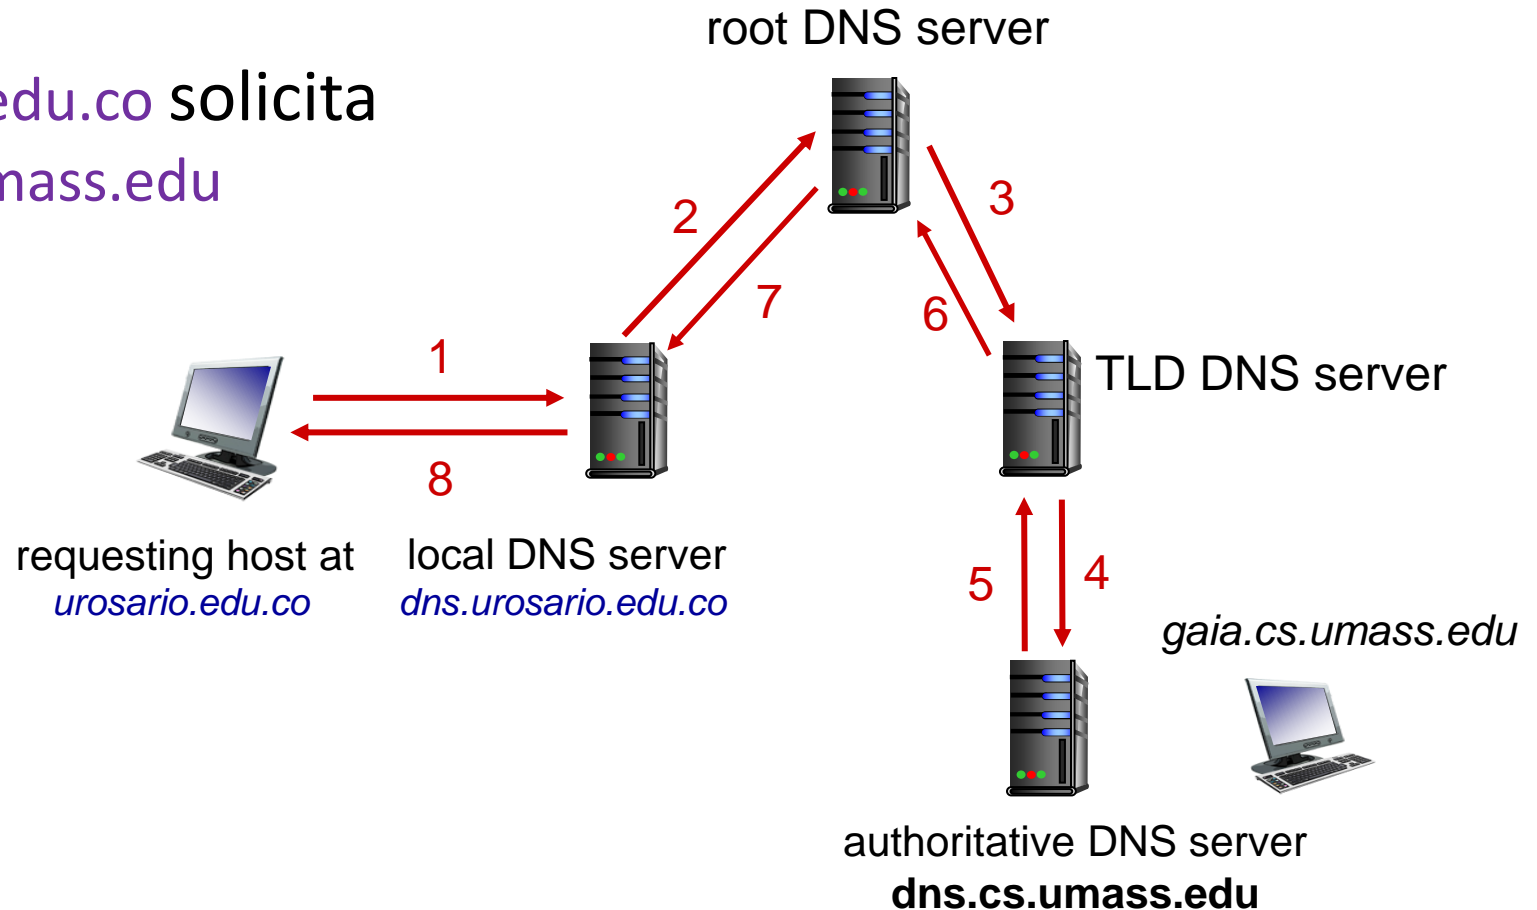 root DNS server
edu.co solicita
mass.edu
2
3
7
6
1
TLD DNS server
8
requesting host at
urosario.edu.co
local DNS server
dns.urosario.edu.co
5
4
gaia.cs.umass.edu
authoritative DNS server
dns.cs.umass.edu